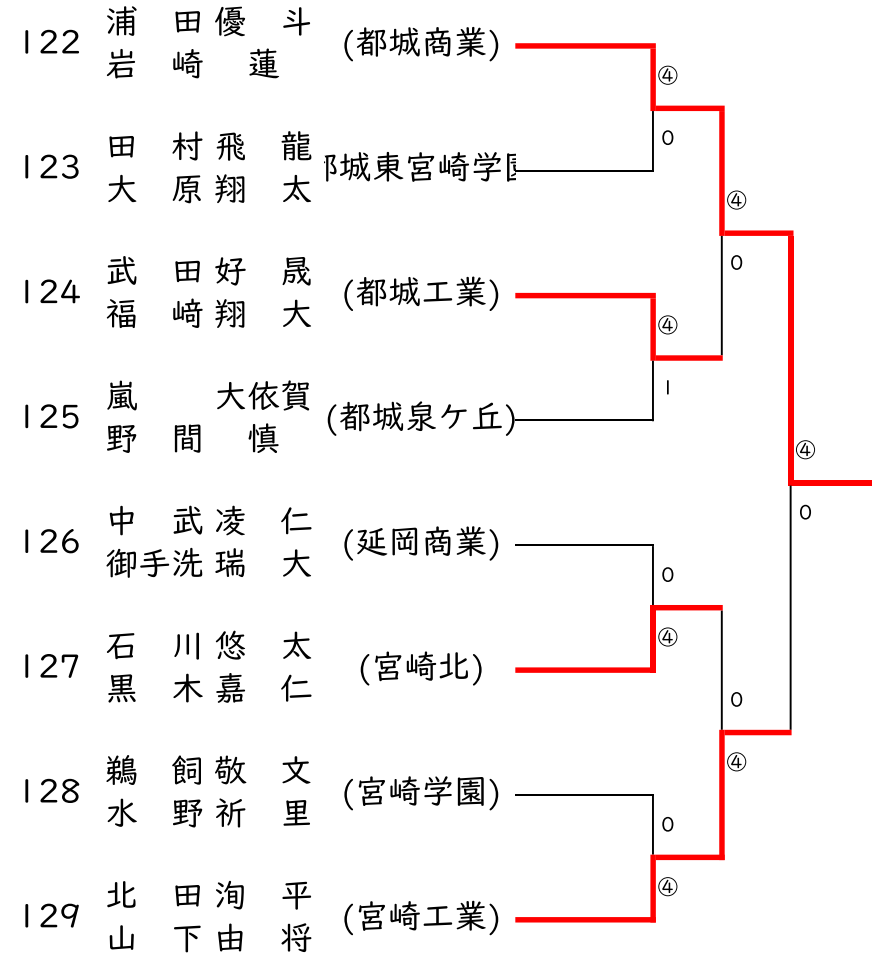 122 浦田優斗 (都城商業)
岩崎蓮
④
0
123 田村飛龍 都城東宮崎学園
大原翔太
④
0
124 武田好晟 (都城工業)
福﨑翔大
④
1
125 嵐大依賀 (都城泉ケ丘)
野間慎
④
0
126 中武凌仁 (延岡商業)
御手洗瑞大
0
④
127 石川悠太 (宮崎北)
黒木嘉仁
0
④
128 鵜飼敬文 (宮崎学園)
水野祈里
0
④
129 北田洵平 (宮崎工業)
山下由将